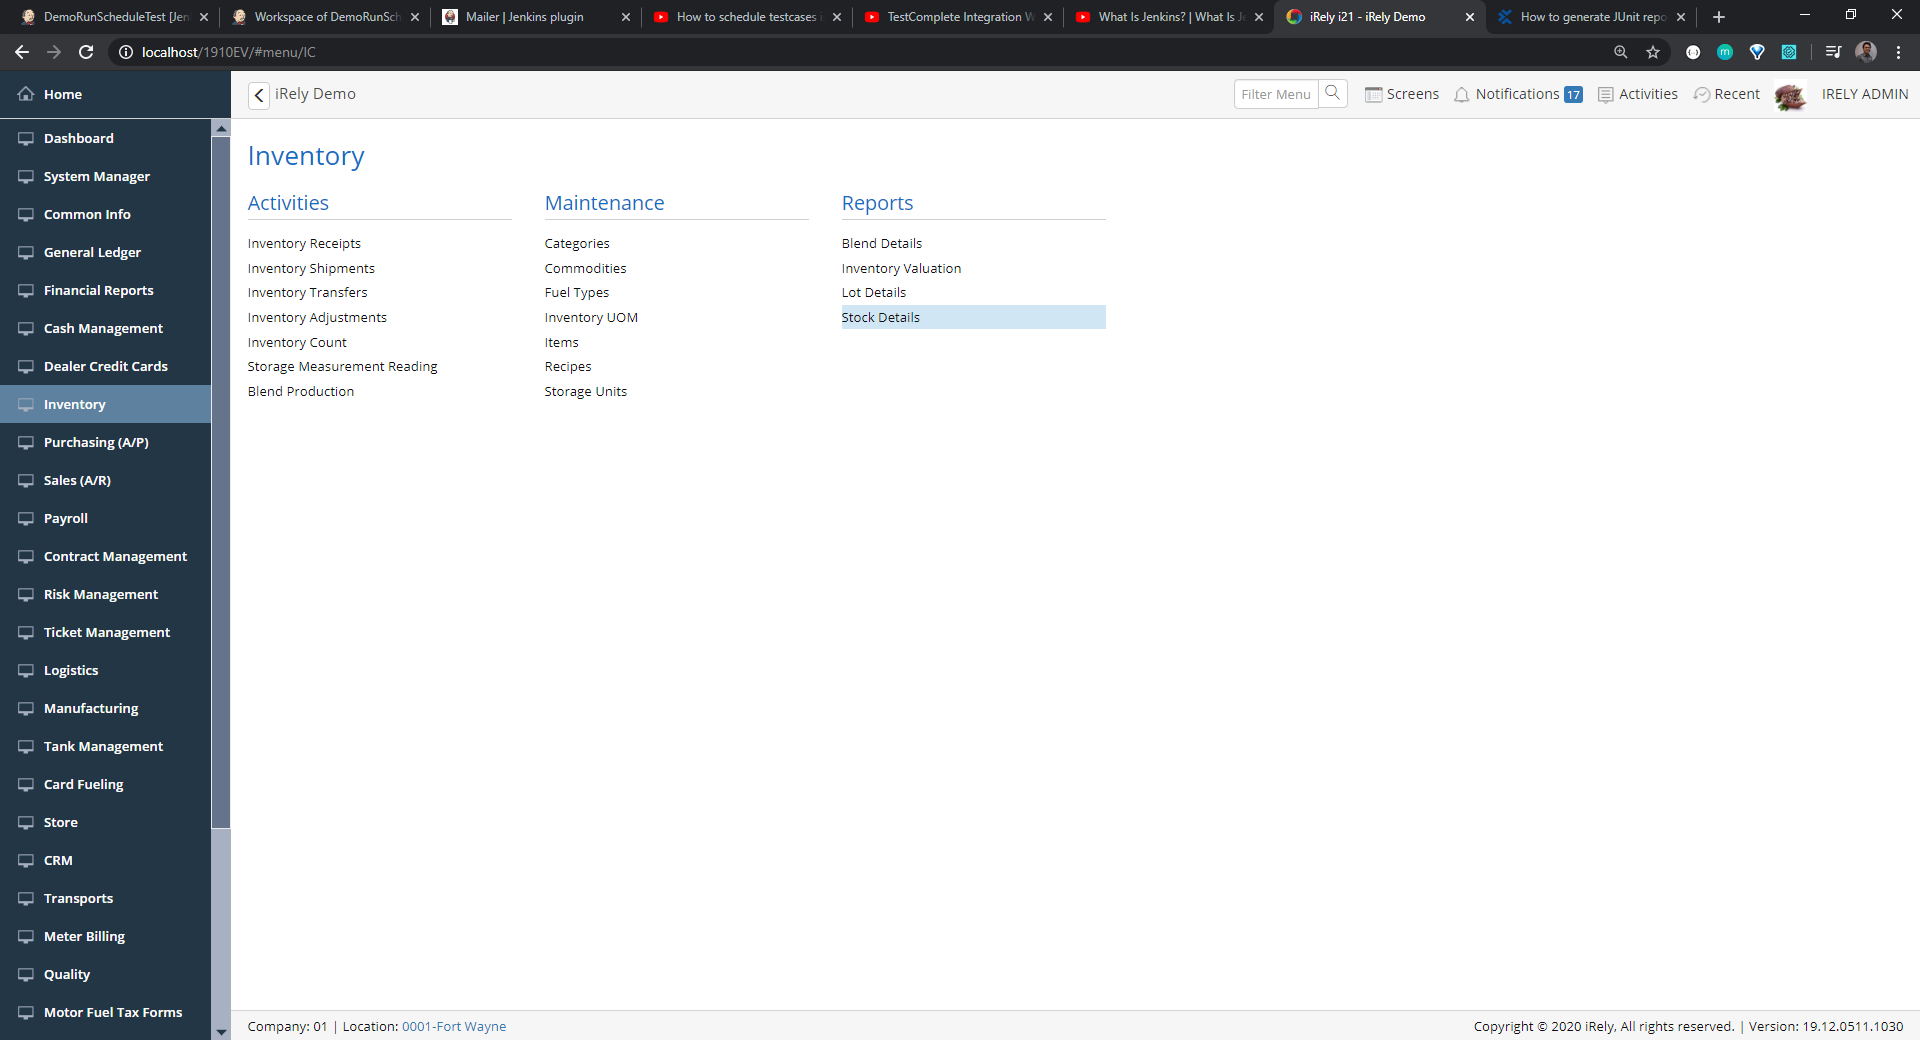 DemoRunScheduleTest [Jen
Workspace of DemoRunSch
Mailer | Jenkins plugin
How to schedule testcases i
TestComplete Integration W
What Is Jenkins? | What Is Je
iRely i21 - iRely Demo
How to generate JUnit repo
localhost/1910EV/#menu/IC
Home
iRely Demo
Filter Menu
Screens
Notifications 17
Activities
Recent
IRELY ADMIN
Dashboard
System Manager
Common Info
General Ledger
Financial Reports
Cash Management
Dealer Credit Cards
Inventory
Purchasing (A/P)
Sales (A/R)
Payroll
Contract Management
Risk Management
Ticket Management
Logistics
Manufacturing
Tank Management
Card Fueling
Store
CRM
Transports
Meter Billing
Quality
Motor Fuel Tax Forms
Inventory
Activities
Inventory Receipts
Inventory Shipments
Inventory Transfers
Inventory Adjustments
Inventory Count
Storage Measurement Reading
Blend Production
Maintenance
Categories
Commodities
Fuel Types
Inventory UOM
Items
Recipes
Storage Units
Reports
Blend Details
Inventory Valuation
Lot Details
Stock Details
Company: 01 | Location: 0001-Fort Wayne
Copyright © 2020 iRely, All rights reserved. | Version: 19.12.0511.1030